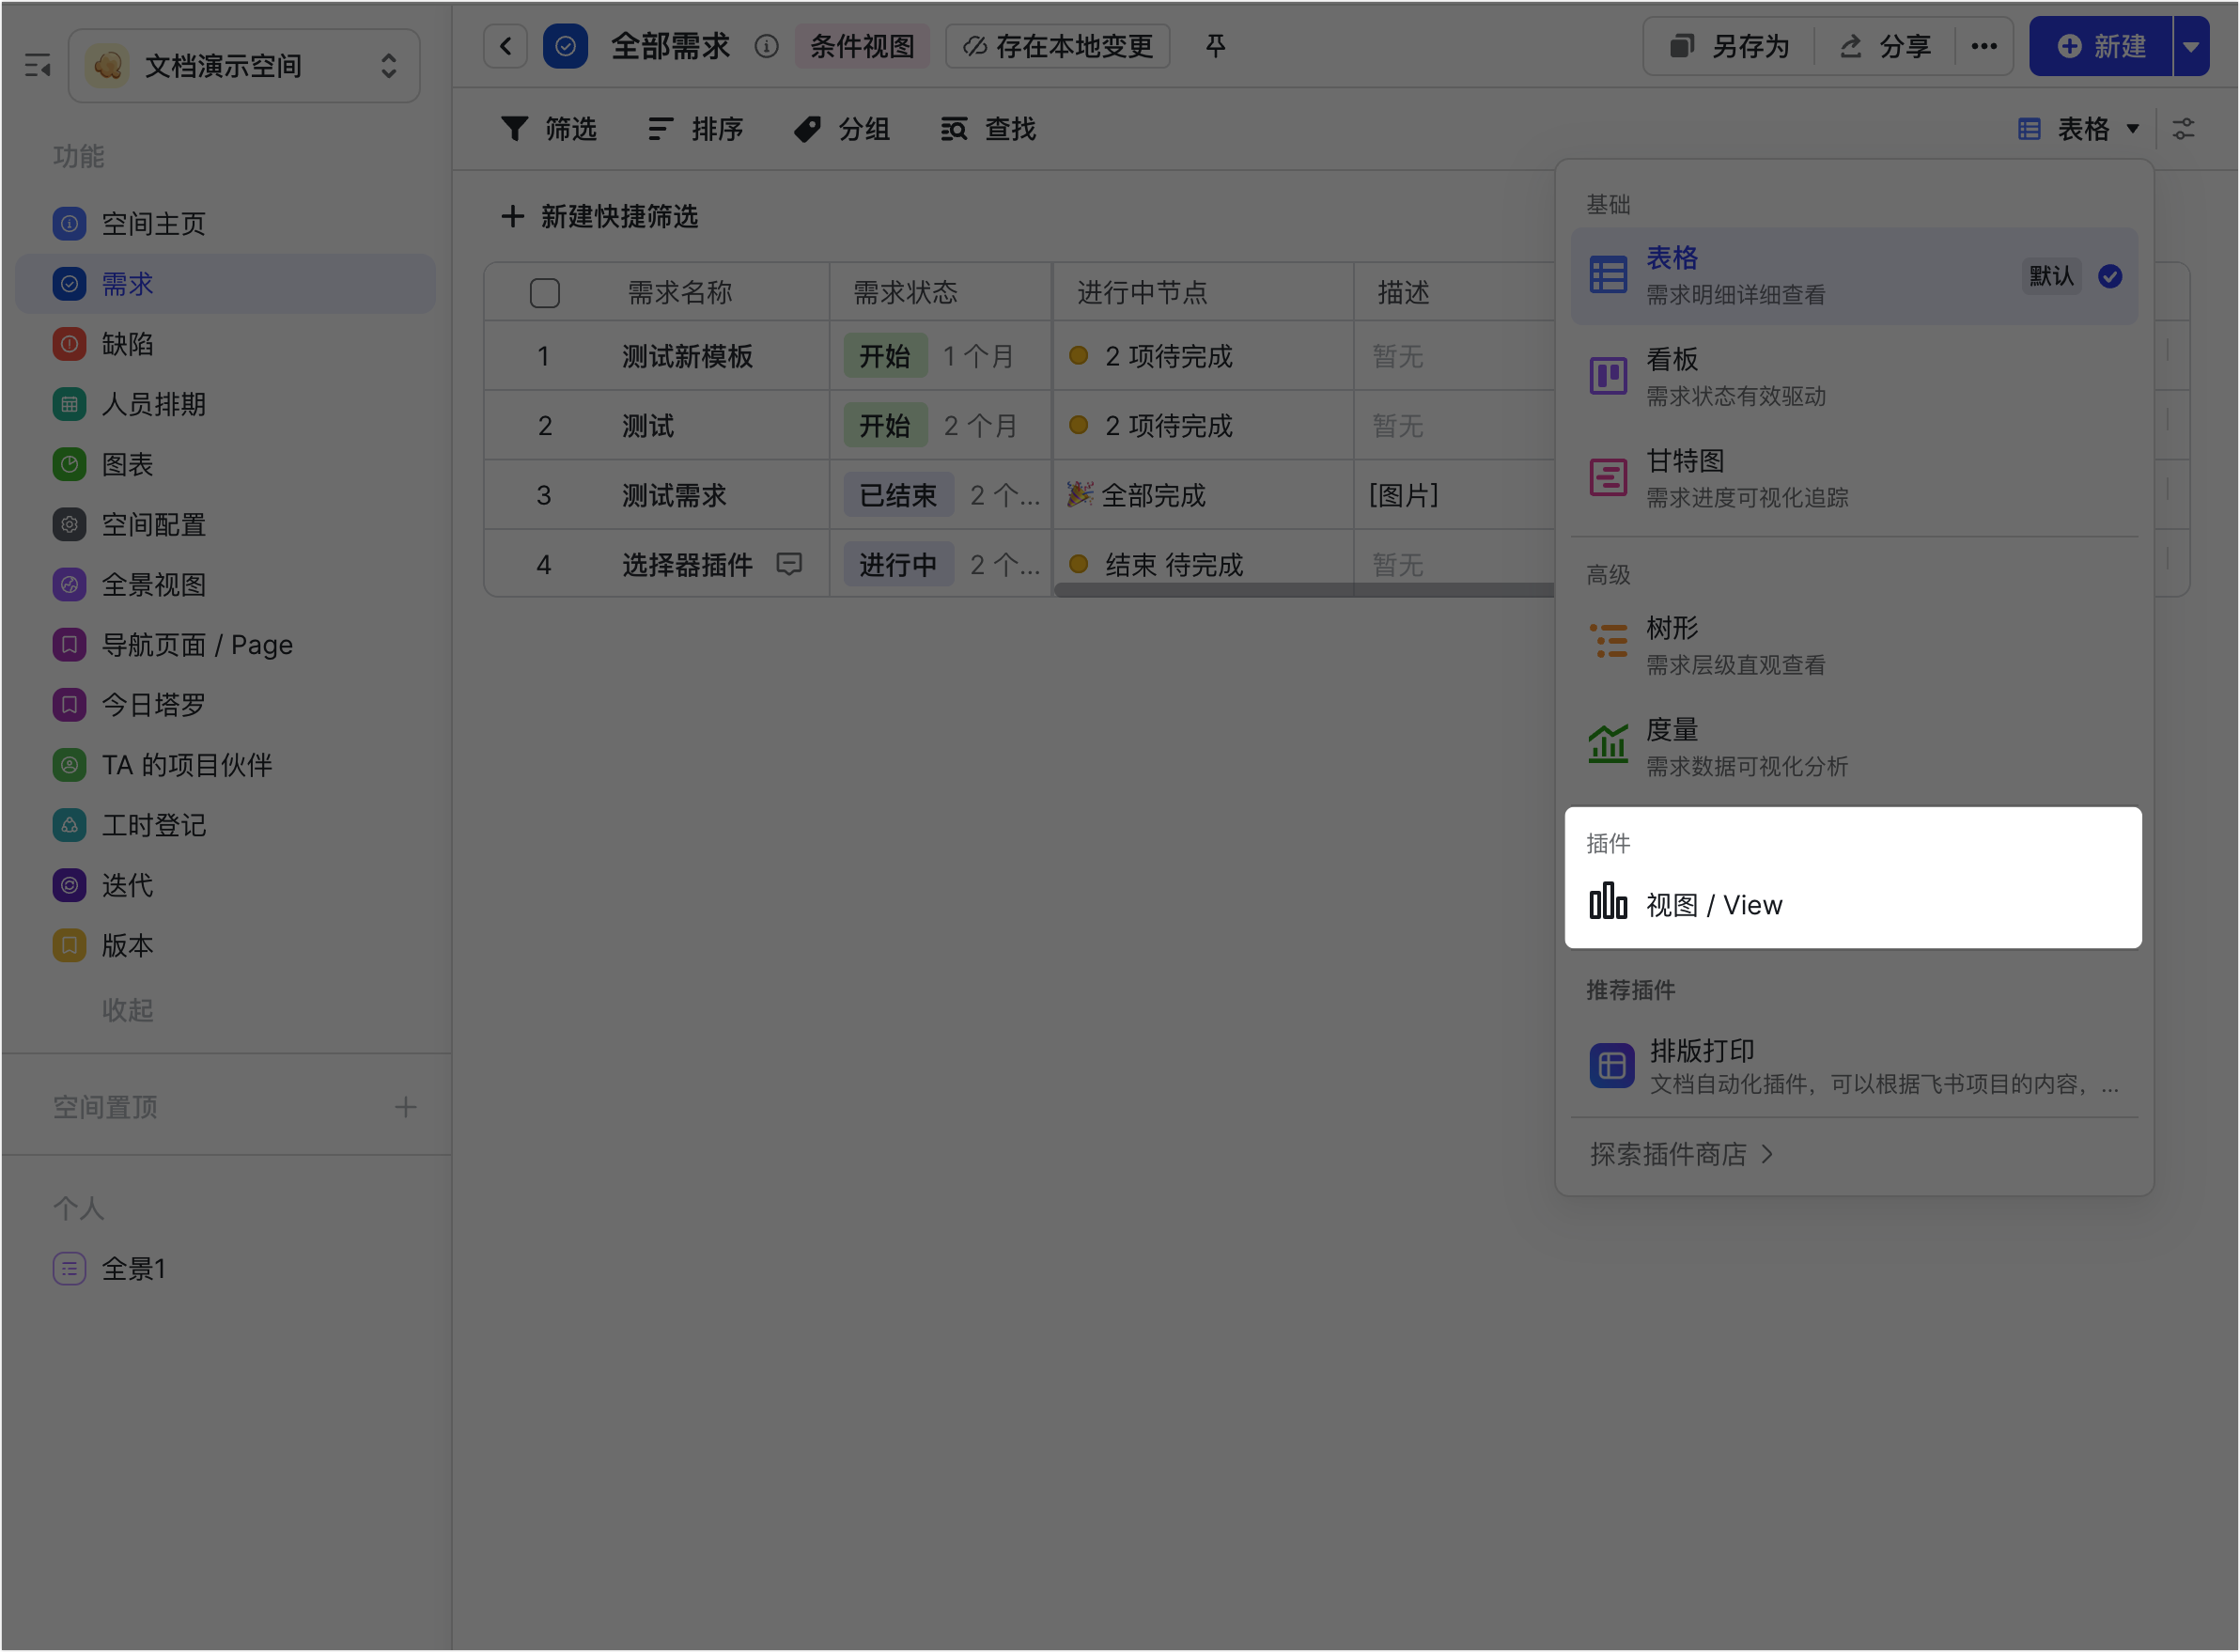 文档演示空间
功能
空间主页
需求
缺陷
人员排期
图表
空间配置
全景视图
导航页面 / Page
今日塔罗
TA 的项目伙伴
工时登记
迭代
版本
收起
空间置顶
个人
全景1
全部需求 条件视图 存在本地变更 另存为 分享 新建
筛选 排序 分组 查找 表格
新建快捷筛选
需求名称 需求状态 进行中节点 描述
1 测试新模板 开始 1 个月 2 项待完成 暂无
2 测试 开始 2 个月 2 项待完成 暂无
3 测试需求 已结束 2 个... 全部完成 [图片]
4 选择器插件 进行中 2 个... 结束 待完成 暂无
基础
表格 默认
需求明细详细查看
看板
需求状态有效驱动
甘特图
需求进度可视化追踪
高级
树形
需求层级直观查看
度量
需求数据可视化分析
插件
视图 / View
推荐插件
排版打印
文档自动化插件，可以根据飞书项目的内容，...
探索插件商店